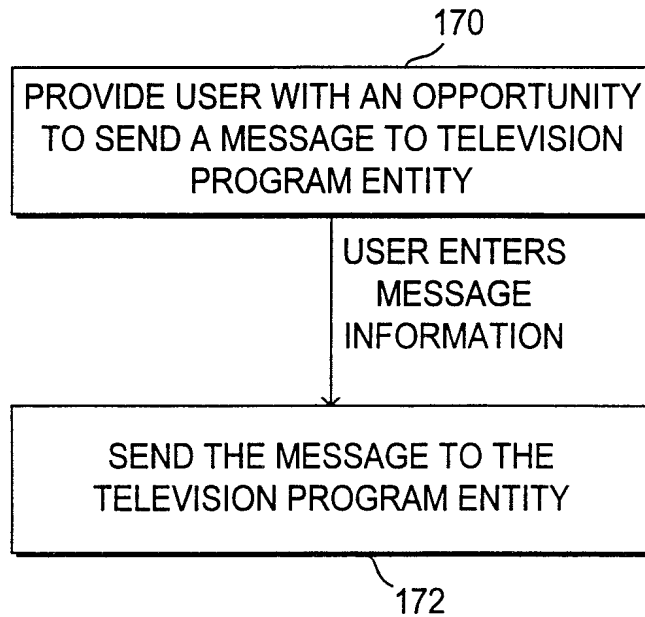 170
PROVIDE USER WITH AN OPPORTUNITY
TO SEND A MESSAGE TO TELEVISION
PROGRAM ENTITY
USER ENTERS
MESSAGE
INFORMATION
SEND THE MESSAGE TO THE
TELEVISION PROGRAM ENTITY
172